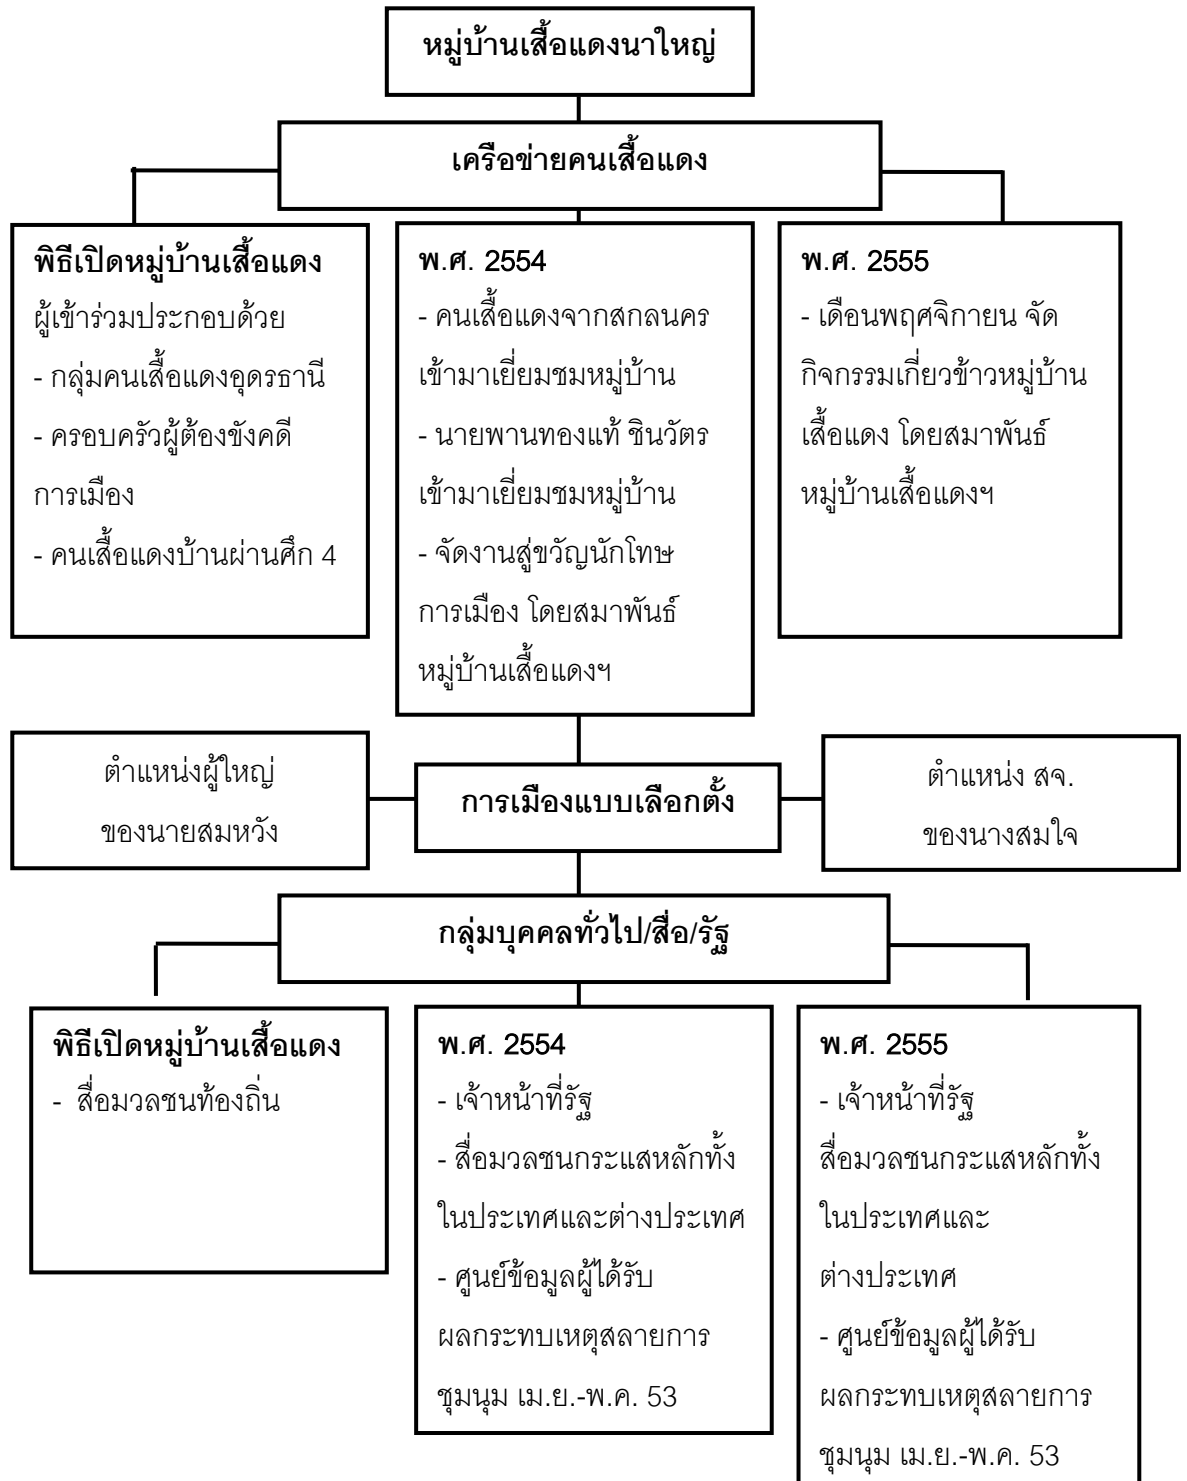 หมู่บ้านเสื้อแดงนาใหญ่
เครือข่ายคนเสื้อแดง
พิธีเปิดหมู่บ้านเสื้อแดง
ผู้เข้าร่วมประกอบด้วย
- กลุ่มคนเสื้อแดงอุดรธานี
- ครอบครัวผู้ต้องขังคดี
การเมือง
- คนเสื้อแดงบ้านผ่านศึก 4
พ.ศ. 2554
- คนเสื้อแดงจากสกลนคร
เข้ามาเยี่ยมชมหมู่บ้าน
- นายพานทองแท้ ชินวัตร
เข้ามาเยี่ยมชมหมู่บ้าน
- จัดงานสู่ขวัญนักโทษ
การเมือง โดยสมาพันธ์
หมู่บ้านเสื้อแดงฯ
พ.ศ. 2555
- เดือนพฤศจิกายน จัด
กิจกรรมเกี่ยวข้าวหมู่บ้าน
เสื้อแดง โดยสมาพันธ์
หมู่บ้านเสื้อแดงฯ
ตำแหน่งผู้ใหญ่
ของนายสมหวัง
การเมืองแบบเลือกตั้ง
ตำแหน่ง สจ.
ของนางสมใจ
กลุ่มบุคคลทั่วไป/สื่อ/รัฐ
พิธีเปิดหมู่บ้านเสื้อแดง
- สื่อมวลชนท้องถิ่น
พ.ศ. 2554
- เจ้าหน้าที่รัฐ
- สื่อมวลชนกระแสหลักทั้ง
ในประเทศและต่างประเทศ
- ศูนย์ข้อมูลผู้ได้รับ
ผลกระทบเหตุสลายการ
ชุมนุม เม.ย.-พ.ค. 53
พ.ศ. 2555
- เจ้าหน้าที่รัฐ
สื่อมวลชนกระแสหลักทั้ง
ในประเทศและ
ต่างประเทศ
- ศูนย์ข้อมูลผู้ได้รับ
ผลกระทบเหตุสลายการ
ชุมนุม เม.ย.-พ.ค. 53